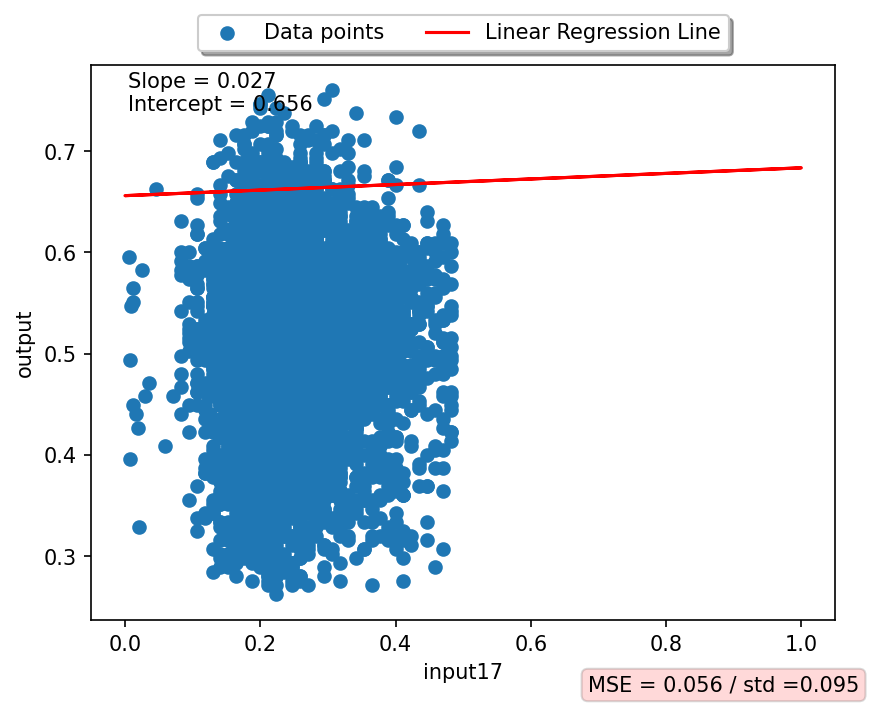 Data points
Linear Regression Line
Slope = 0.027
Intercept = 0.656
0.7
0.6
0.5
0.4
0.3
output
0.0 0.2 0.4 0.6 0.8 1.0
input17
MSE = 0.056 / std =0.095